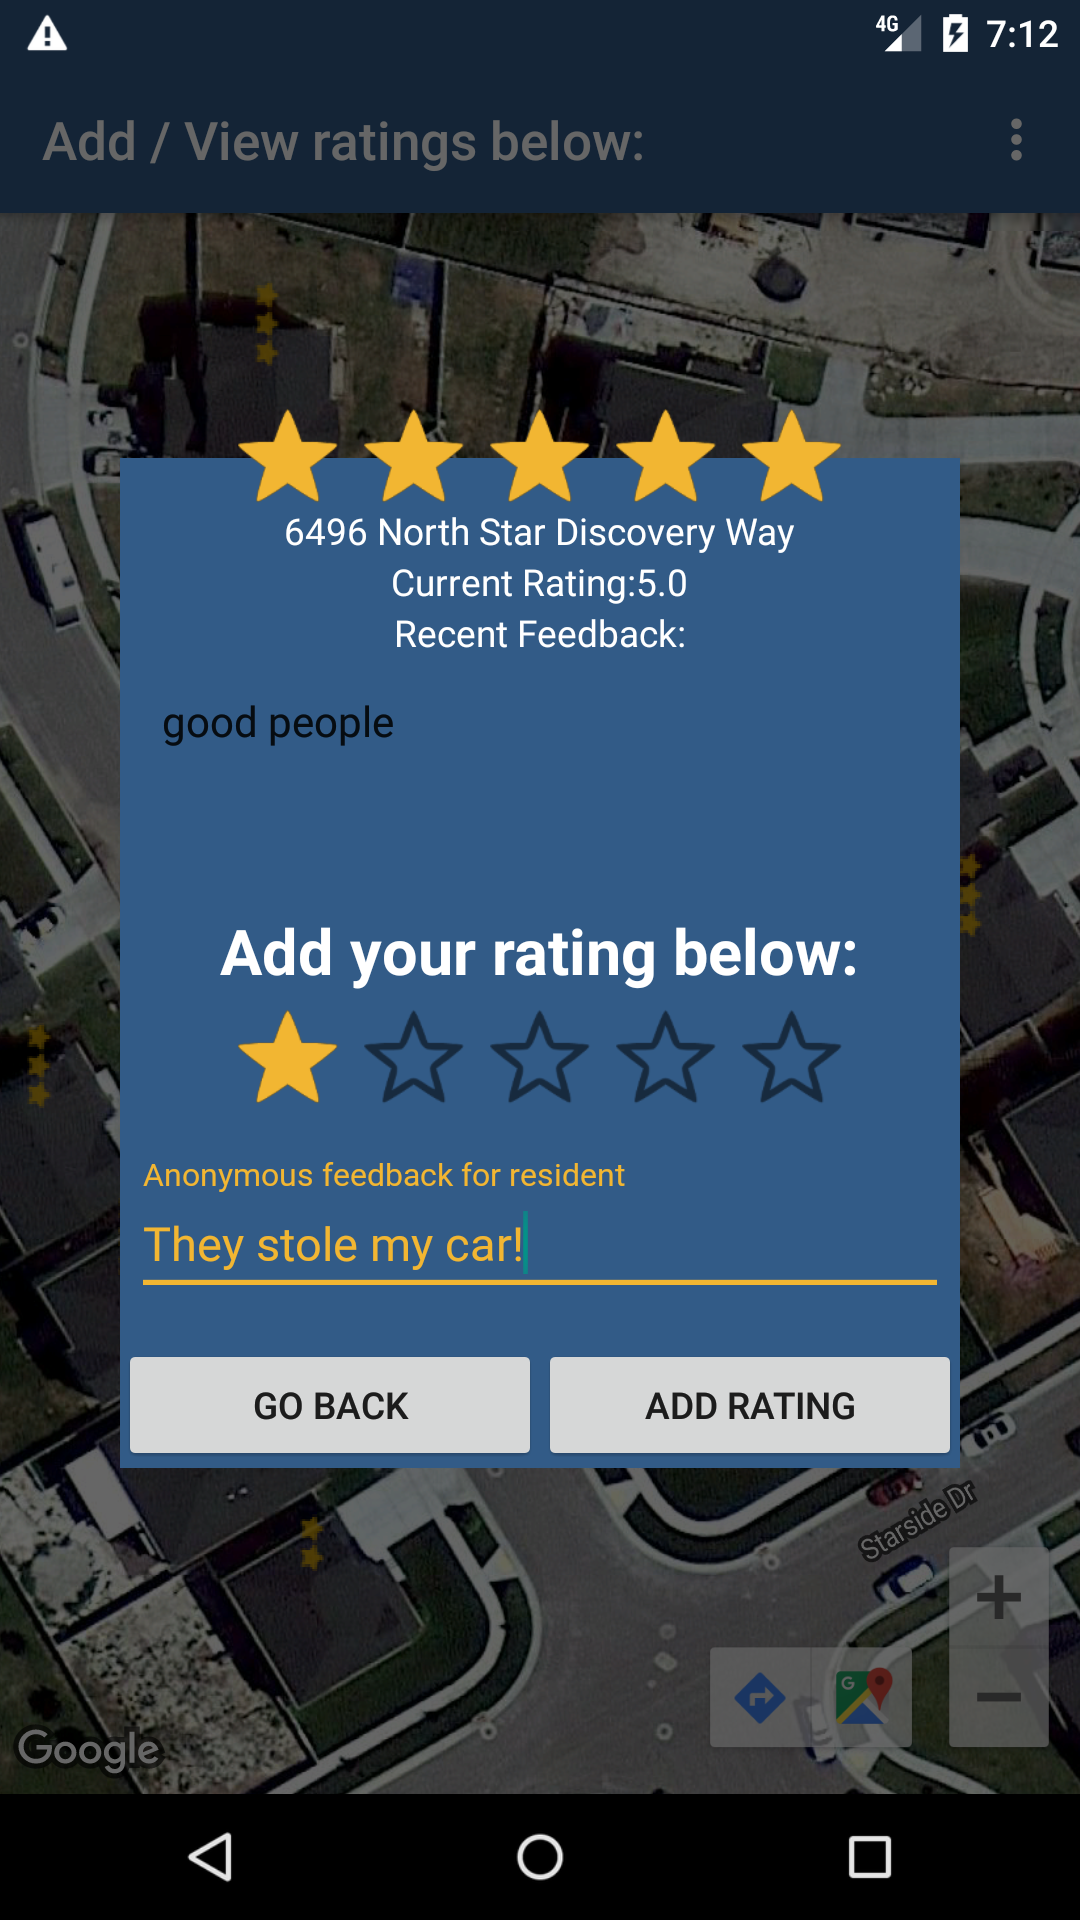 4G 7:12
Add / View ratings below:
6496 North Star Discovery Way
Current Rating:5.0
Recent Feedback:
good people
Add your rating below:
Anonymous feedback for resident
They stole my car!
GO BACK
ADD RATING
Starside Dr
G
Google